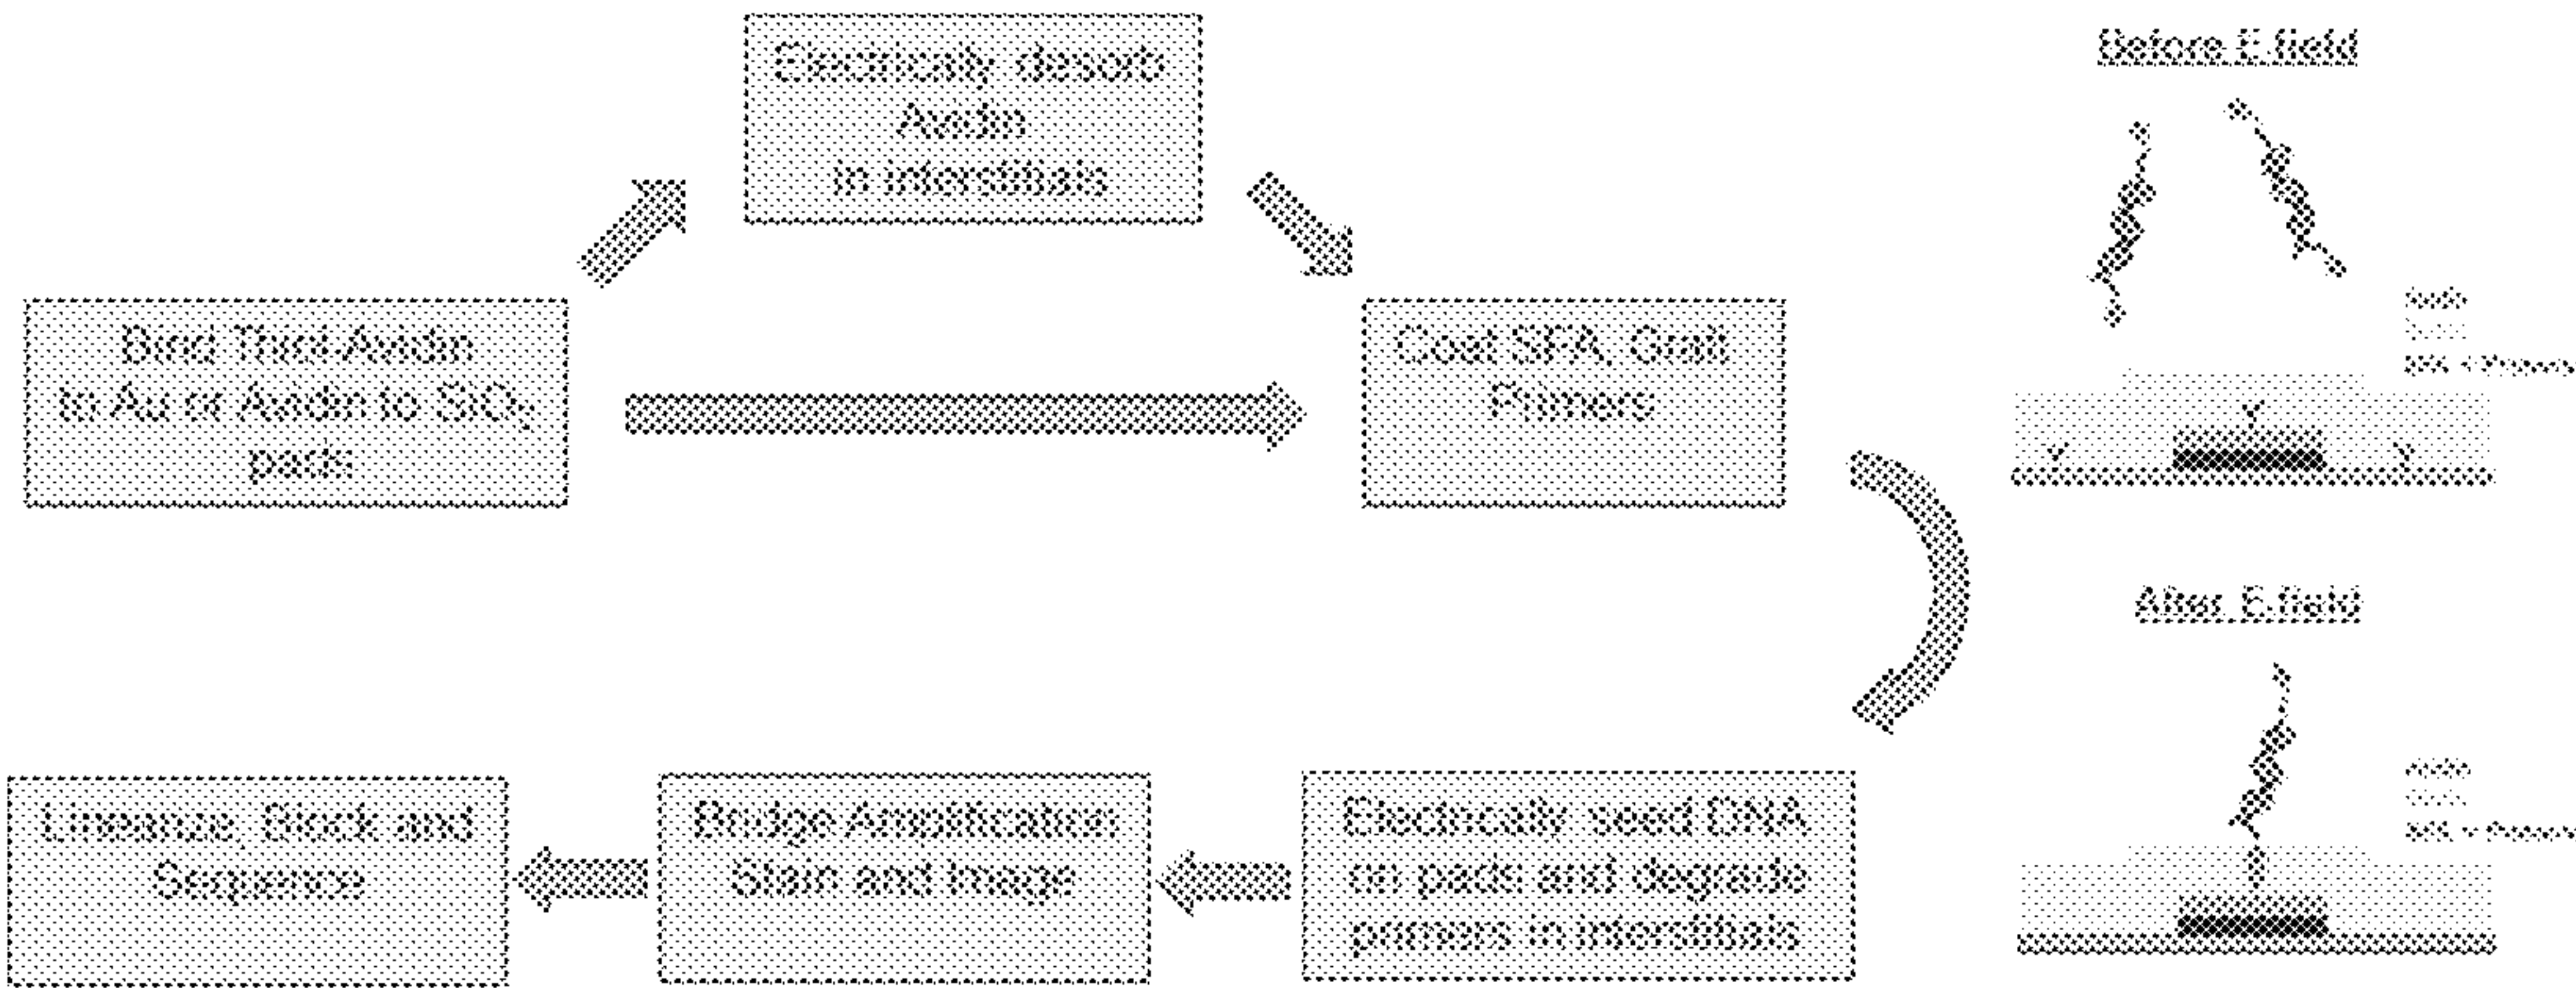 Electrically desorb
Avidin
in interstitials
Bind Thiol-Avidin
to Au or Avidin to SiO₂
pads
Coat SFA, Graft
Primers
Electrically seed DNA
on pads and degrade
primers in interstitials
Bridge Amplification
Stain and Image
Linearize, Block and
Sequence
Before E.field
After E.field